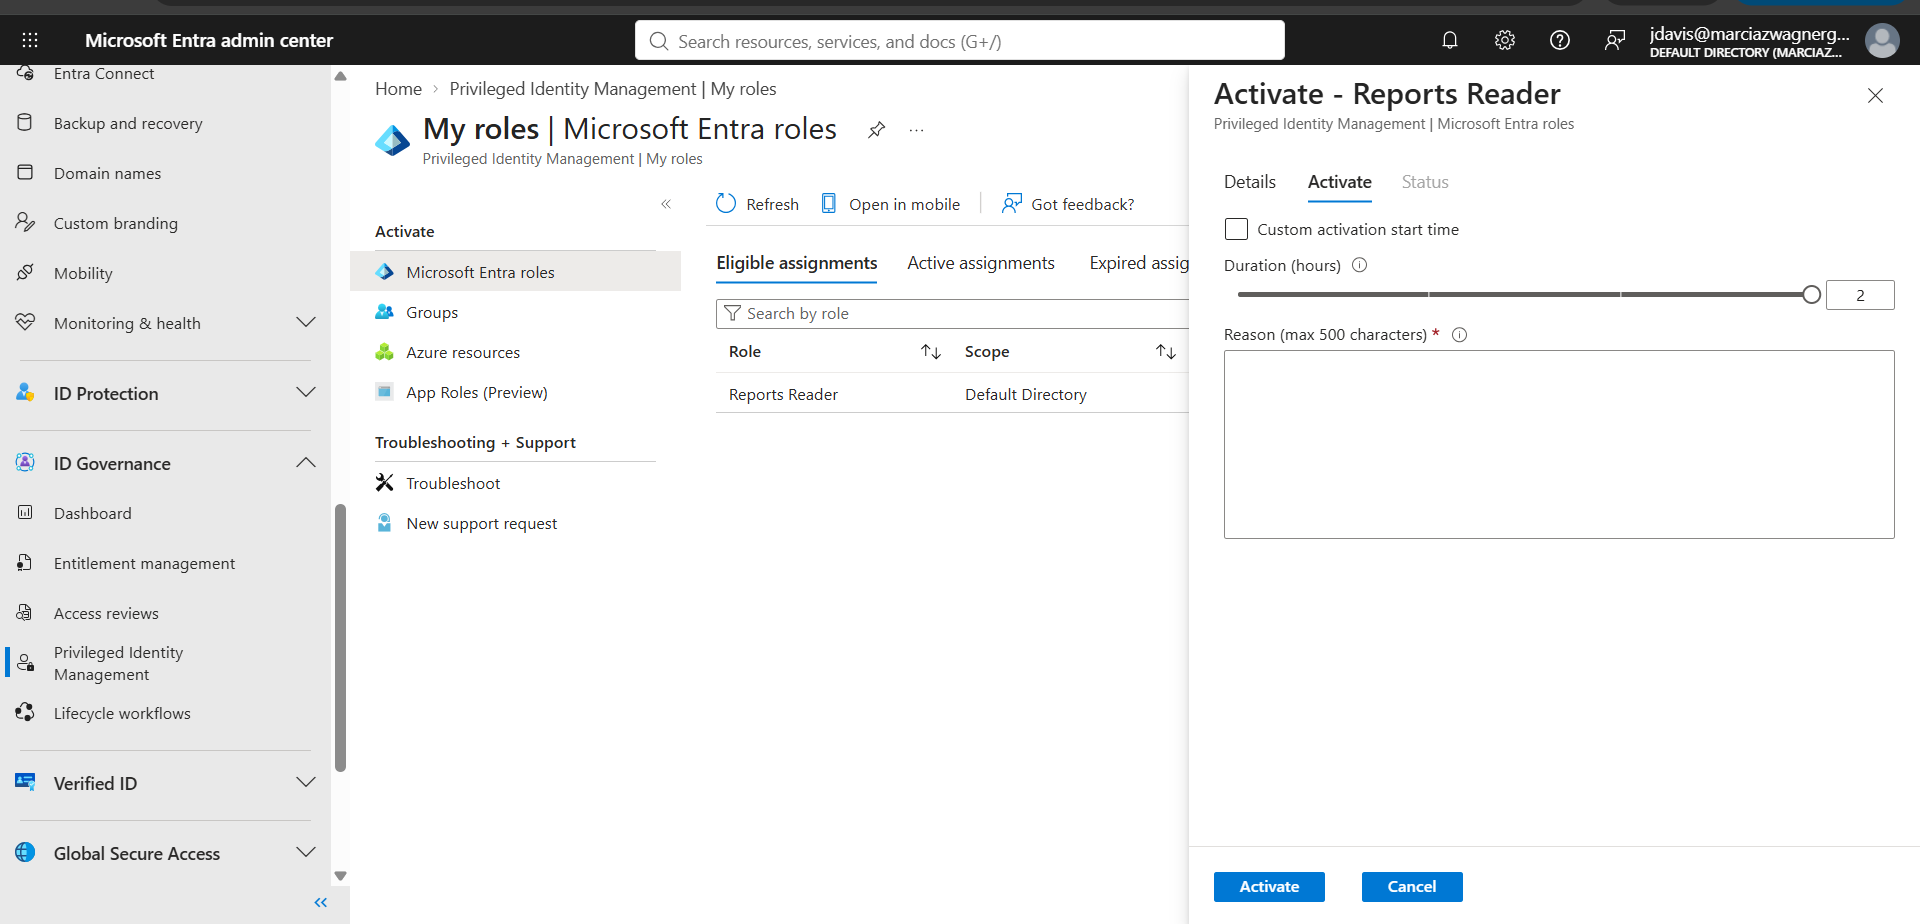 Microsoft Entra admin center
Search resources, services, and docs (G+/)
jdavis@marciazwagnerg...
DEFAULT DIRECTORY (MARCIAZ...
Entra Connect
Backup and recovery
Domain names
Custom branding
Mobility
Monitoring & health
ID Protection
ID Governance
Dashboard
Entitlement management
Access reviews
Privileged Identity
Management
Lifecycle workflows
Verified ID
Global Secure Access
Home > Privileged Identity Management | My roles
My roles | Microsoft Entra roles
Privileged Identity Management | My roles
Activate
Microsoft Entra roles
Groups
Azure resources
App Roles (Preview)
Troubleshooting + Support
Troubleshoot
New support request
Refresh
Open in mobile
Got feedback?
Eligible assignments
Active assignments
Expired assig
Search by role
Role
Scope
Reports Reader
Default Directory
Activate - Reports Reader
Privileged Identity Management | Microsoft Entra roles
Details
Activate
Status
Custom activation start time
Duration (hours)
2
Reason (max 500 characters) *
Activate
Cancel